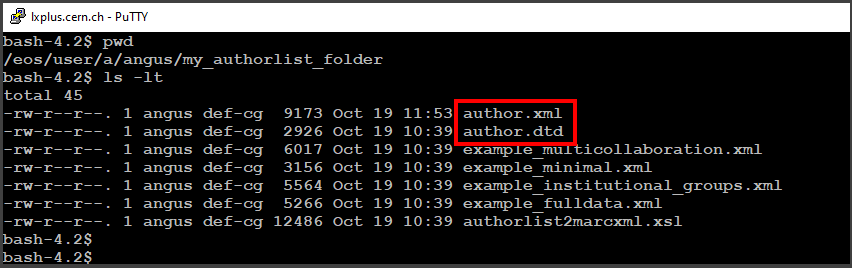 lxplus.cern.ch - PuTTY
bash-4.2$ pwd
/eos/user/a/angus/my_authorlist_folder
bash-4.2$ ls -lt
total 45
-rw-r--r--. 1 angus def-cg  9173 Oct 19 11:53 author.xml
-rw-r--r--. 1 angus def-cg  2926 Oct 19 10:39 author.dtd
-rw-r--r--. 1 angus def-cg  6017 Oct 19 10:39 example_multicollaboration.xml
-rw-r--r--. 1 angus def-cg  3156 Oct 19 10:39 example_minimal.xml
-rw-r--r--. 1 angus def-cg  5564 Oct 19 10:39 example_institutional_groups.xml
-rw-r--r--. 1 angus def-cg  5266 Oct 19 10:39 example_fulldata.xml
-rw-r--r--. 1 angus def-cg 12486 Oct 19 10:39 authorlist2marcxml.xsl
bash-4.2$
bash-4.2$